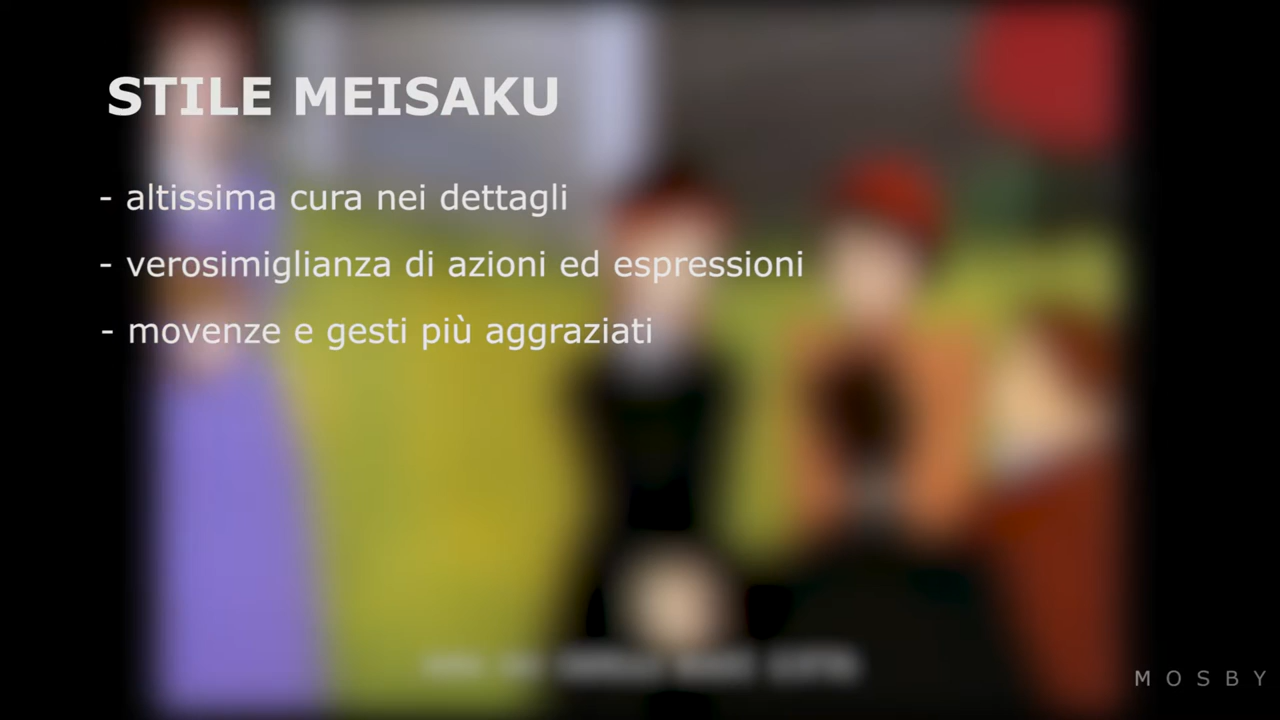 STILE MEISAKU
- altissima cura nei dettagli
- verosimiglianza di azioni ed espressioni
- movenze e gesti più aggraziati
MOSBY